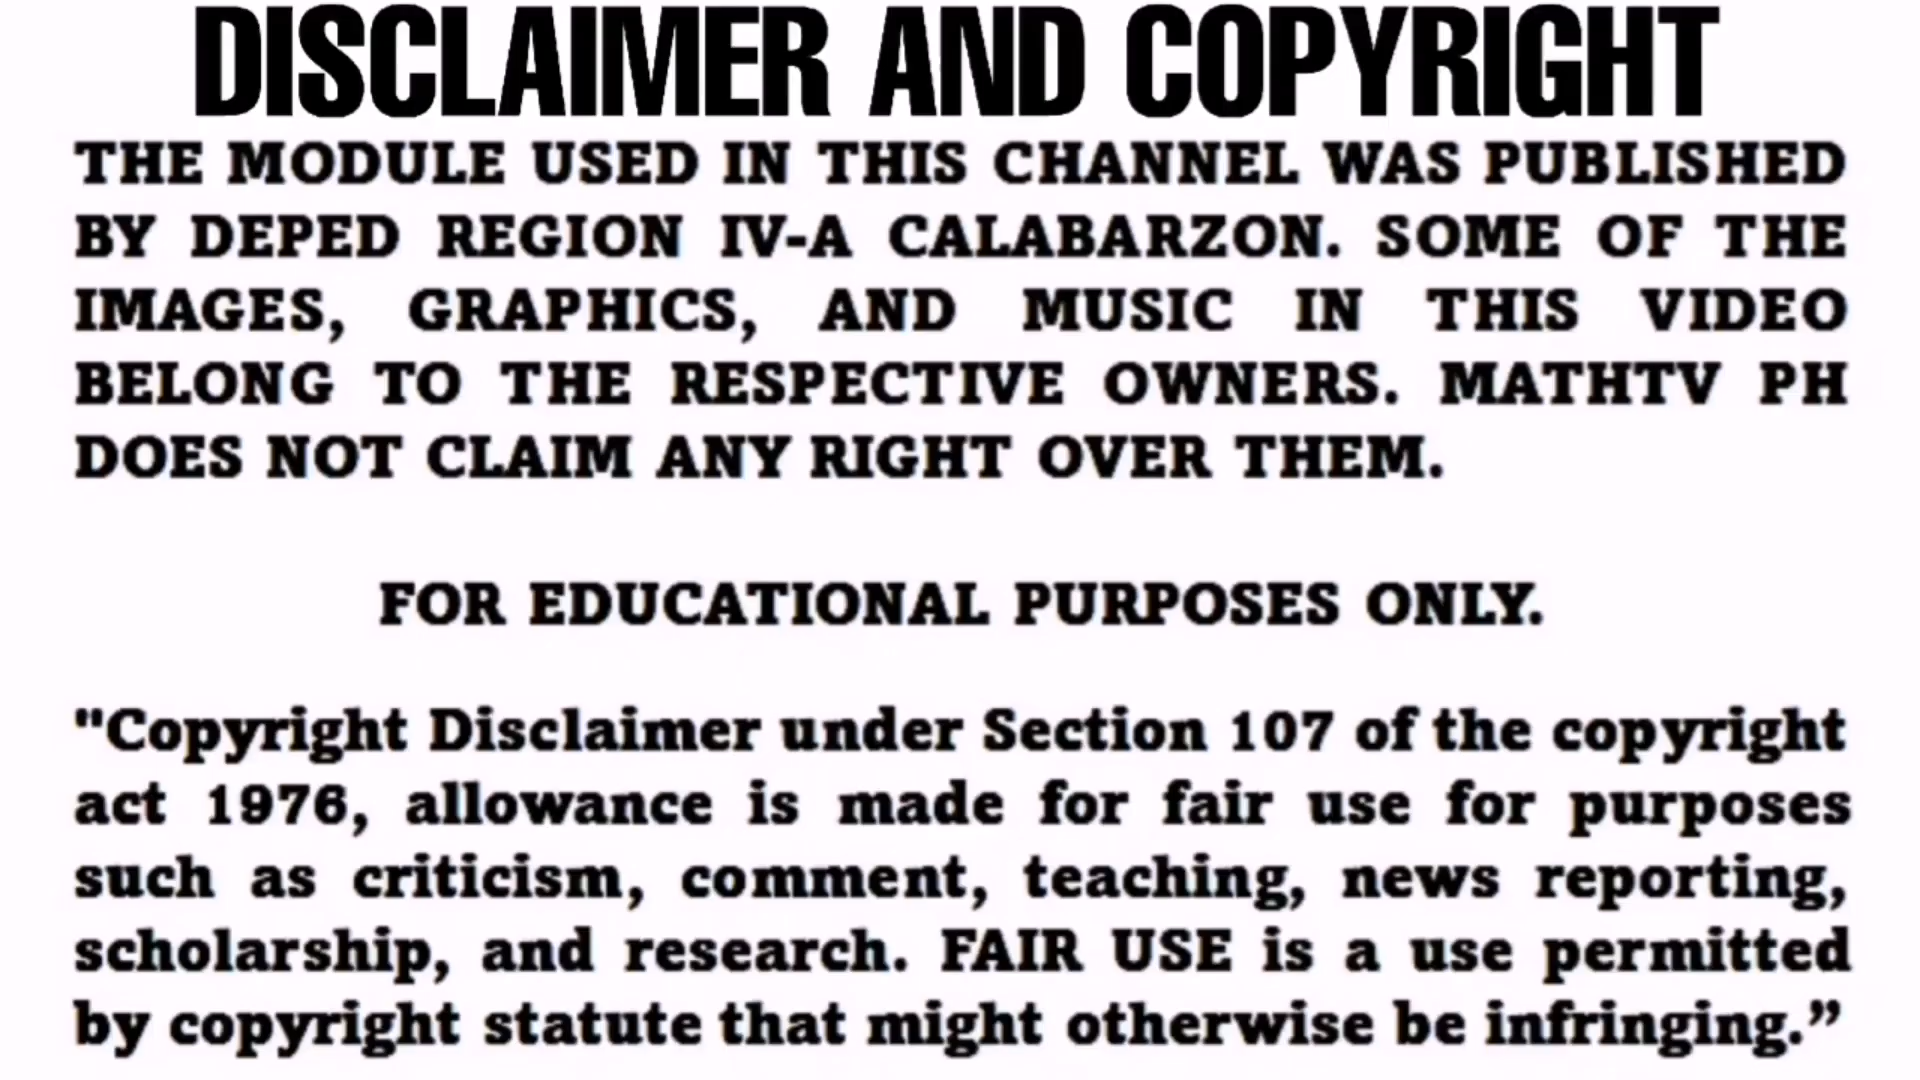 DISCLAIMER AND COPYRIGHT
THE MODULE USED IN THIS CHANNEL WAS PUBLISHED
BY DEPED REGION IV-A CALABARZON. SOME OF THE
IMAGES, GRAPHICS, AND MUSIC IN THIS VIDEO
BELONG TO THE RESPECTIVE OWNERS. MATHTV PH
DOES NOT CLAIM ANY RIGHT OVER THEM.
FOR EDUCATIONAL PURPOSES ONLY.
"Copyright Disclaimer under Section 107 of the copyright
act 1976, allowance is made for fair use for purposes
such as criticism, comment, teaching, news reporting,
scholarship, and research. FAIR USE is a use permitted
by copyright statute that might otherwise be infringing.”